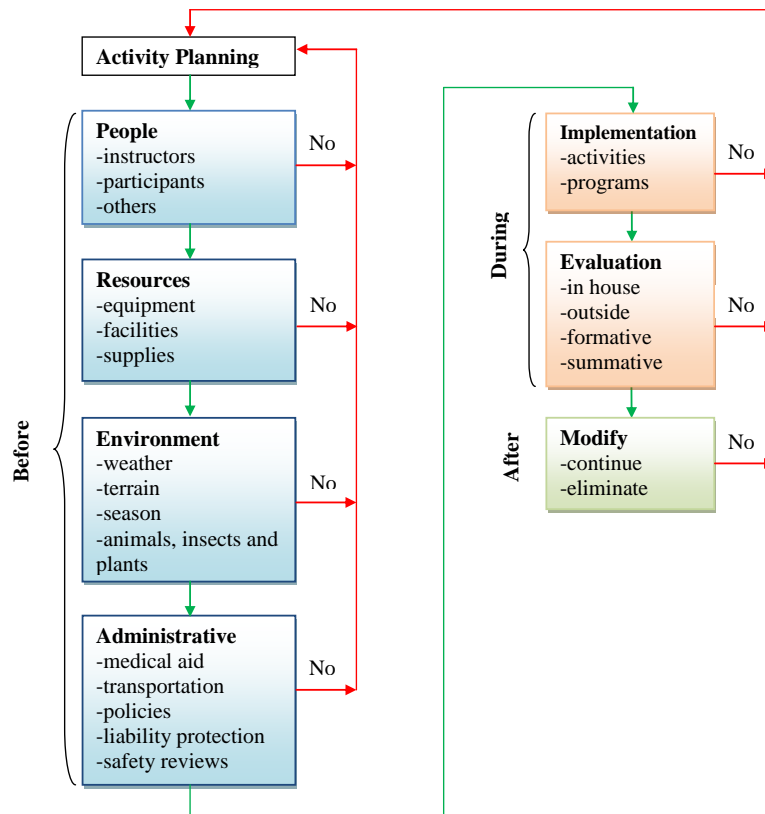 Activity Planning
Before
People
-instructors
-participants
-others
No
Resources
-equipment
-facilities
-supplies
No
Environment
-weather
-terrain
-season
-animals, insects and
plants
No
Administrative
-medical aid
-transportation
-policies
-liability protection
-safety reviews
No
During
Implementation
-activities
-programs
No
Evaluation
-in house
-outside
-formative
-summative
No
After
Modify
-continue
-eliminate
No